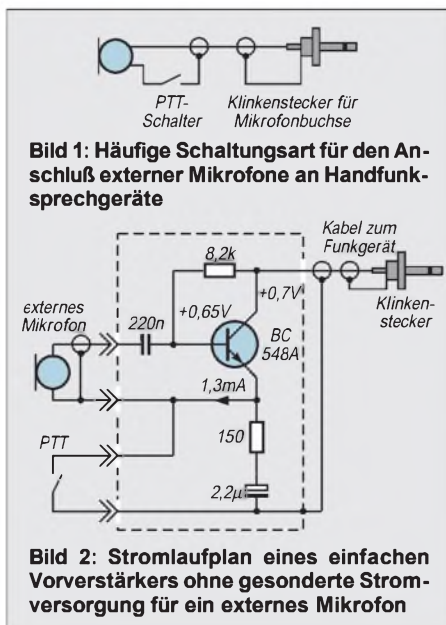 PTT-
Schalter
Klinkenstecker für
Mikrofonbuchse
Bild 1: Häufige Schaltungsart für den An-
schluß externer Mikrofone an Handfunk-
sprechgeräte
Kabel zum
Funkgerät
8,2k
+0,7V
Klinken-
stecker
externes
Mikrofon
220n
+0,65V
BC
548A
1,3mA
PTT
150
2,2µ
Bild 2: Stromlaufplan eines einfachen
Vorverstärkers ohne gesonderte Strom-
versorgung für ein externes Mikrofon